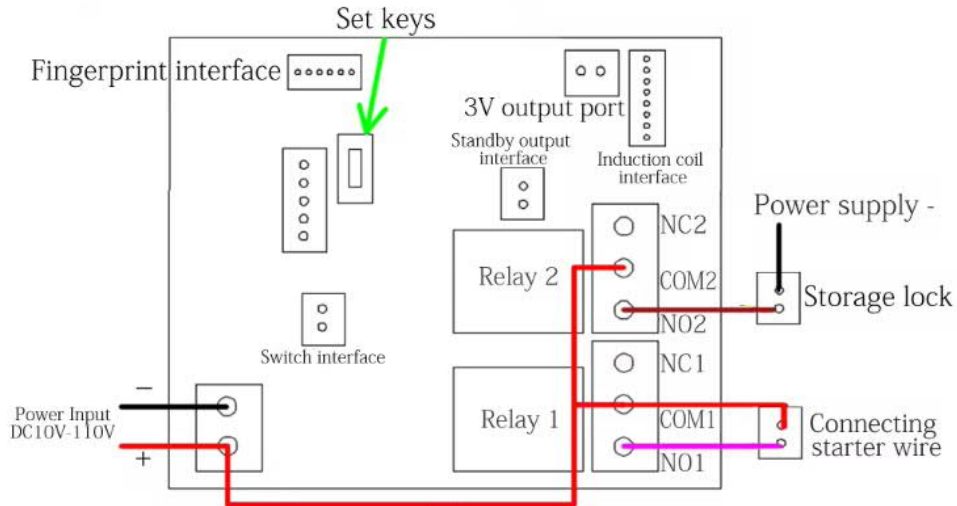 Set keys
Fingerprint interface
3V output port
Standby output
interface
Induction coil
interface
Power supply -
NC2
Relay 2
COM2
Storage lock
NO2
Switch interface
NC1
−
Power Input
DC10V-110V
+
Relay 1
COM1
Connecting
starter wire
NO1